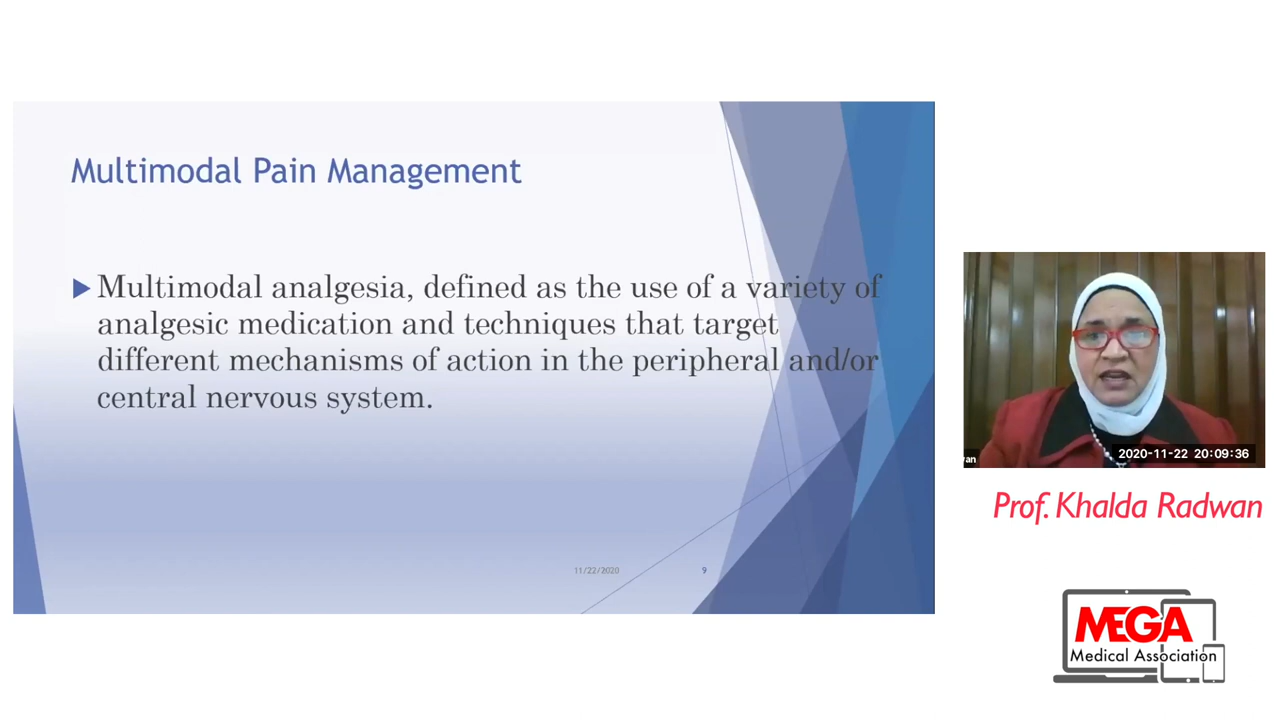 Multimodal Pain Management
Multimodal analgesia, defined as the use of a variety of
analgesic medication and techniques that target
different mechanisms of action in the peripheral and/or
central nervous system.
11/22/2020
9
an
2020-11-22 20:09:36
Prof. Khalda Radwan
MEGA
Medical Association